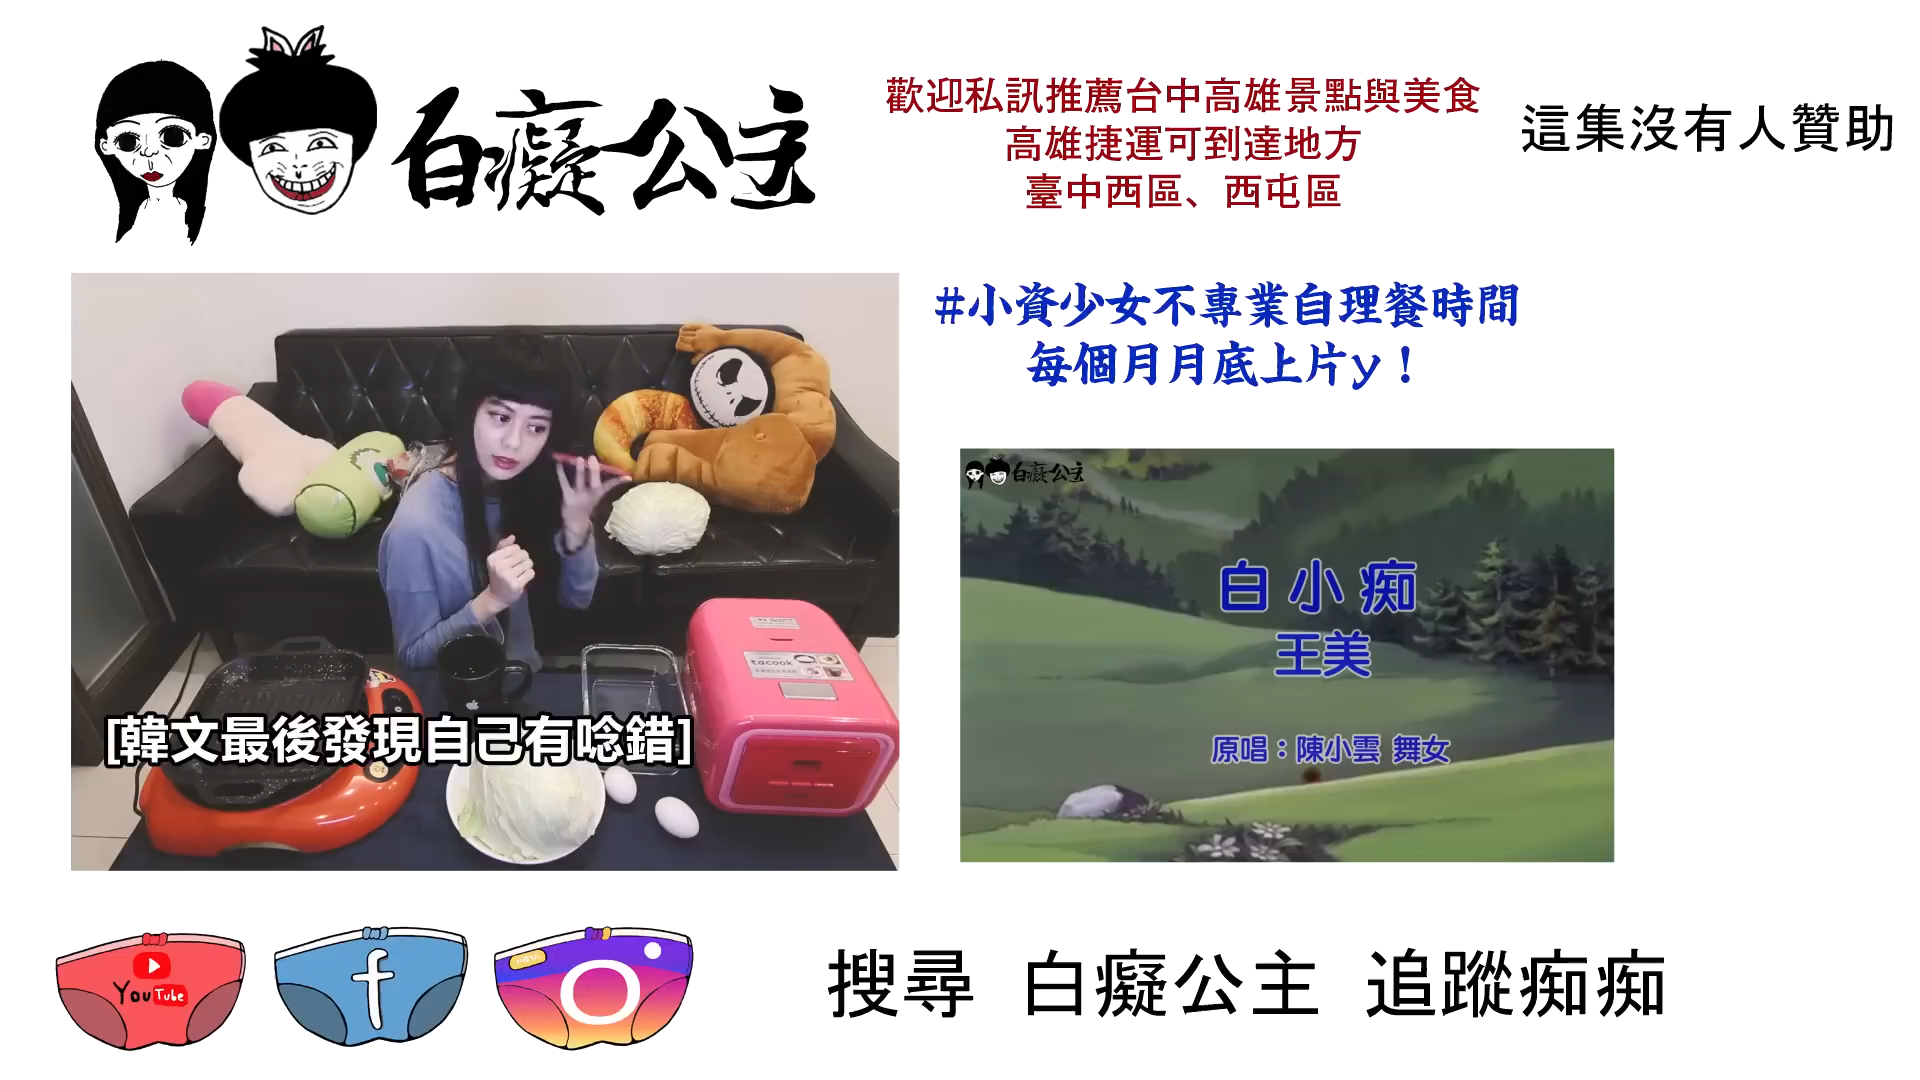 白癡公主
歡迎私訊推薦台中高雄景點與美食
高雄捷運可到達地方
臺中西區、西屯區
這集沒有人贊助
#小資少女不專業自理餐時間
每個月月底上片y！
tacook
[韓文最後發現自己有唸錯]
白癡公主
白小痴
王美
原唱：陳小雲 舞女
YouTube
f
搜尋 白癡公主 追蹤痴痴